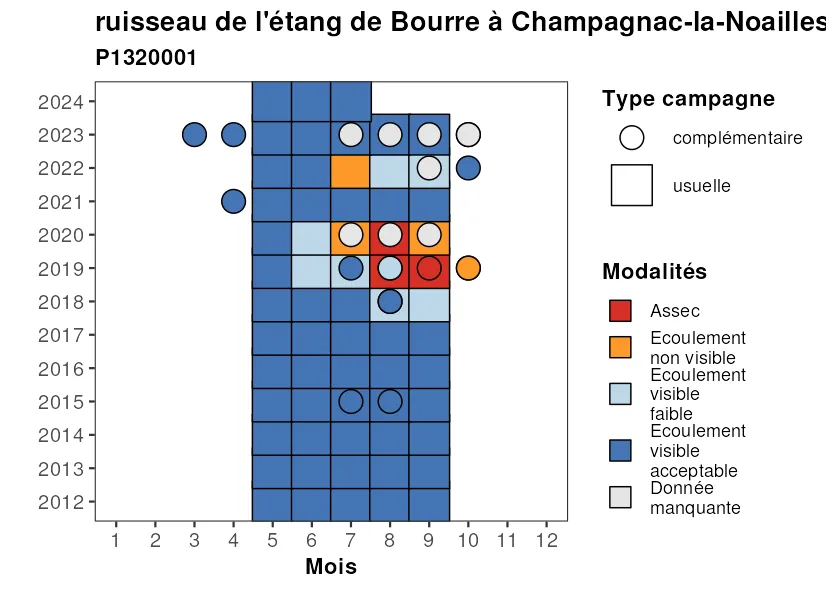 ruisseau de l'étang de Bourre à Champagnac-la-Noailles
P1320001
2024
2023
2022
2021
2020
2019
2018
2017
2016
2015
2014
2013
2012
1 2 3 4 5 6 7 8 9 10 11 12
Mois
Type campagne
complémentaire
usuelle
Modalités
Assec
Ecoulement
non visible
Ecoulement
visible
faible
Ecoulement
visible
acceptable
Donnée
manquante